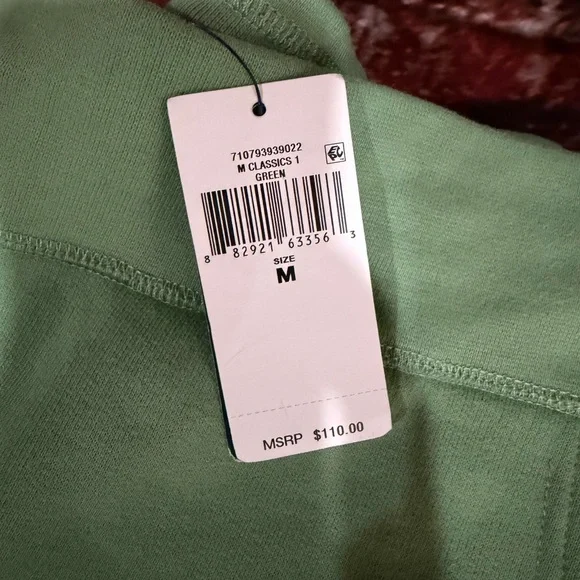 710793939022
M CLASSICS 1
GREEN
8 82921 63356 3
SIZE
M
MSRP $110.00